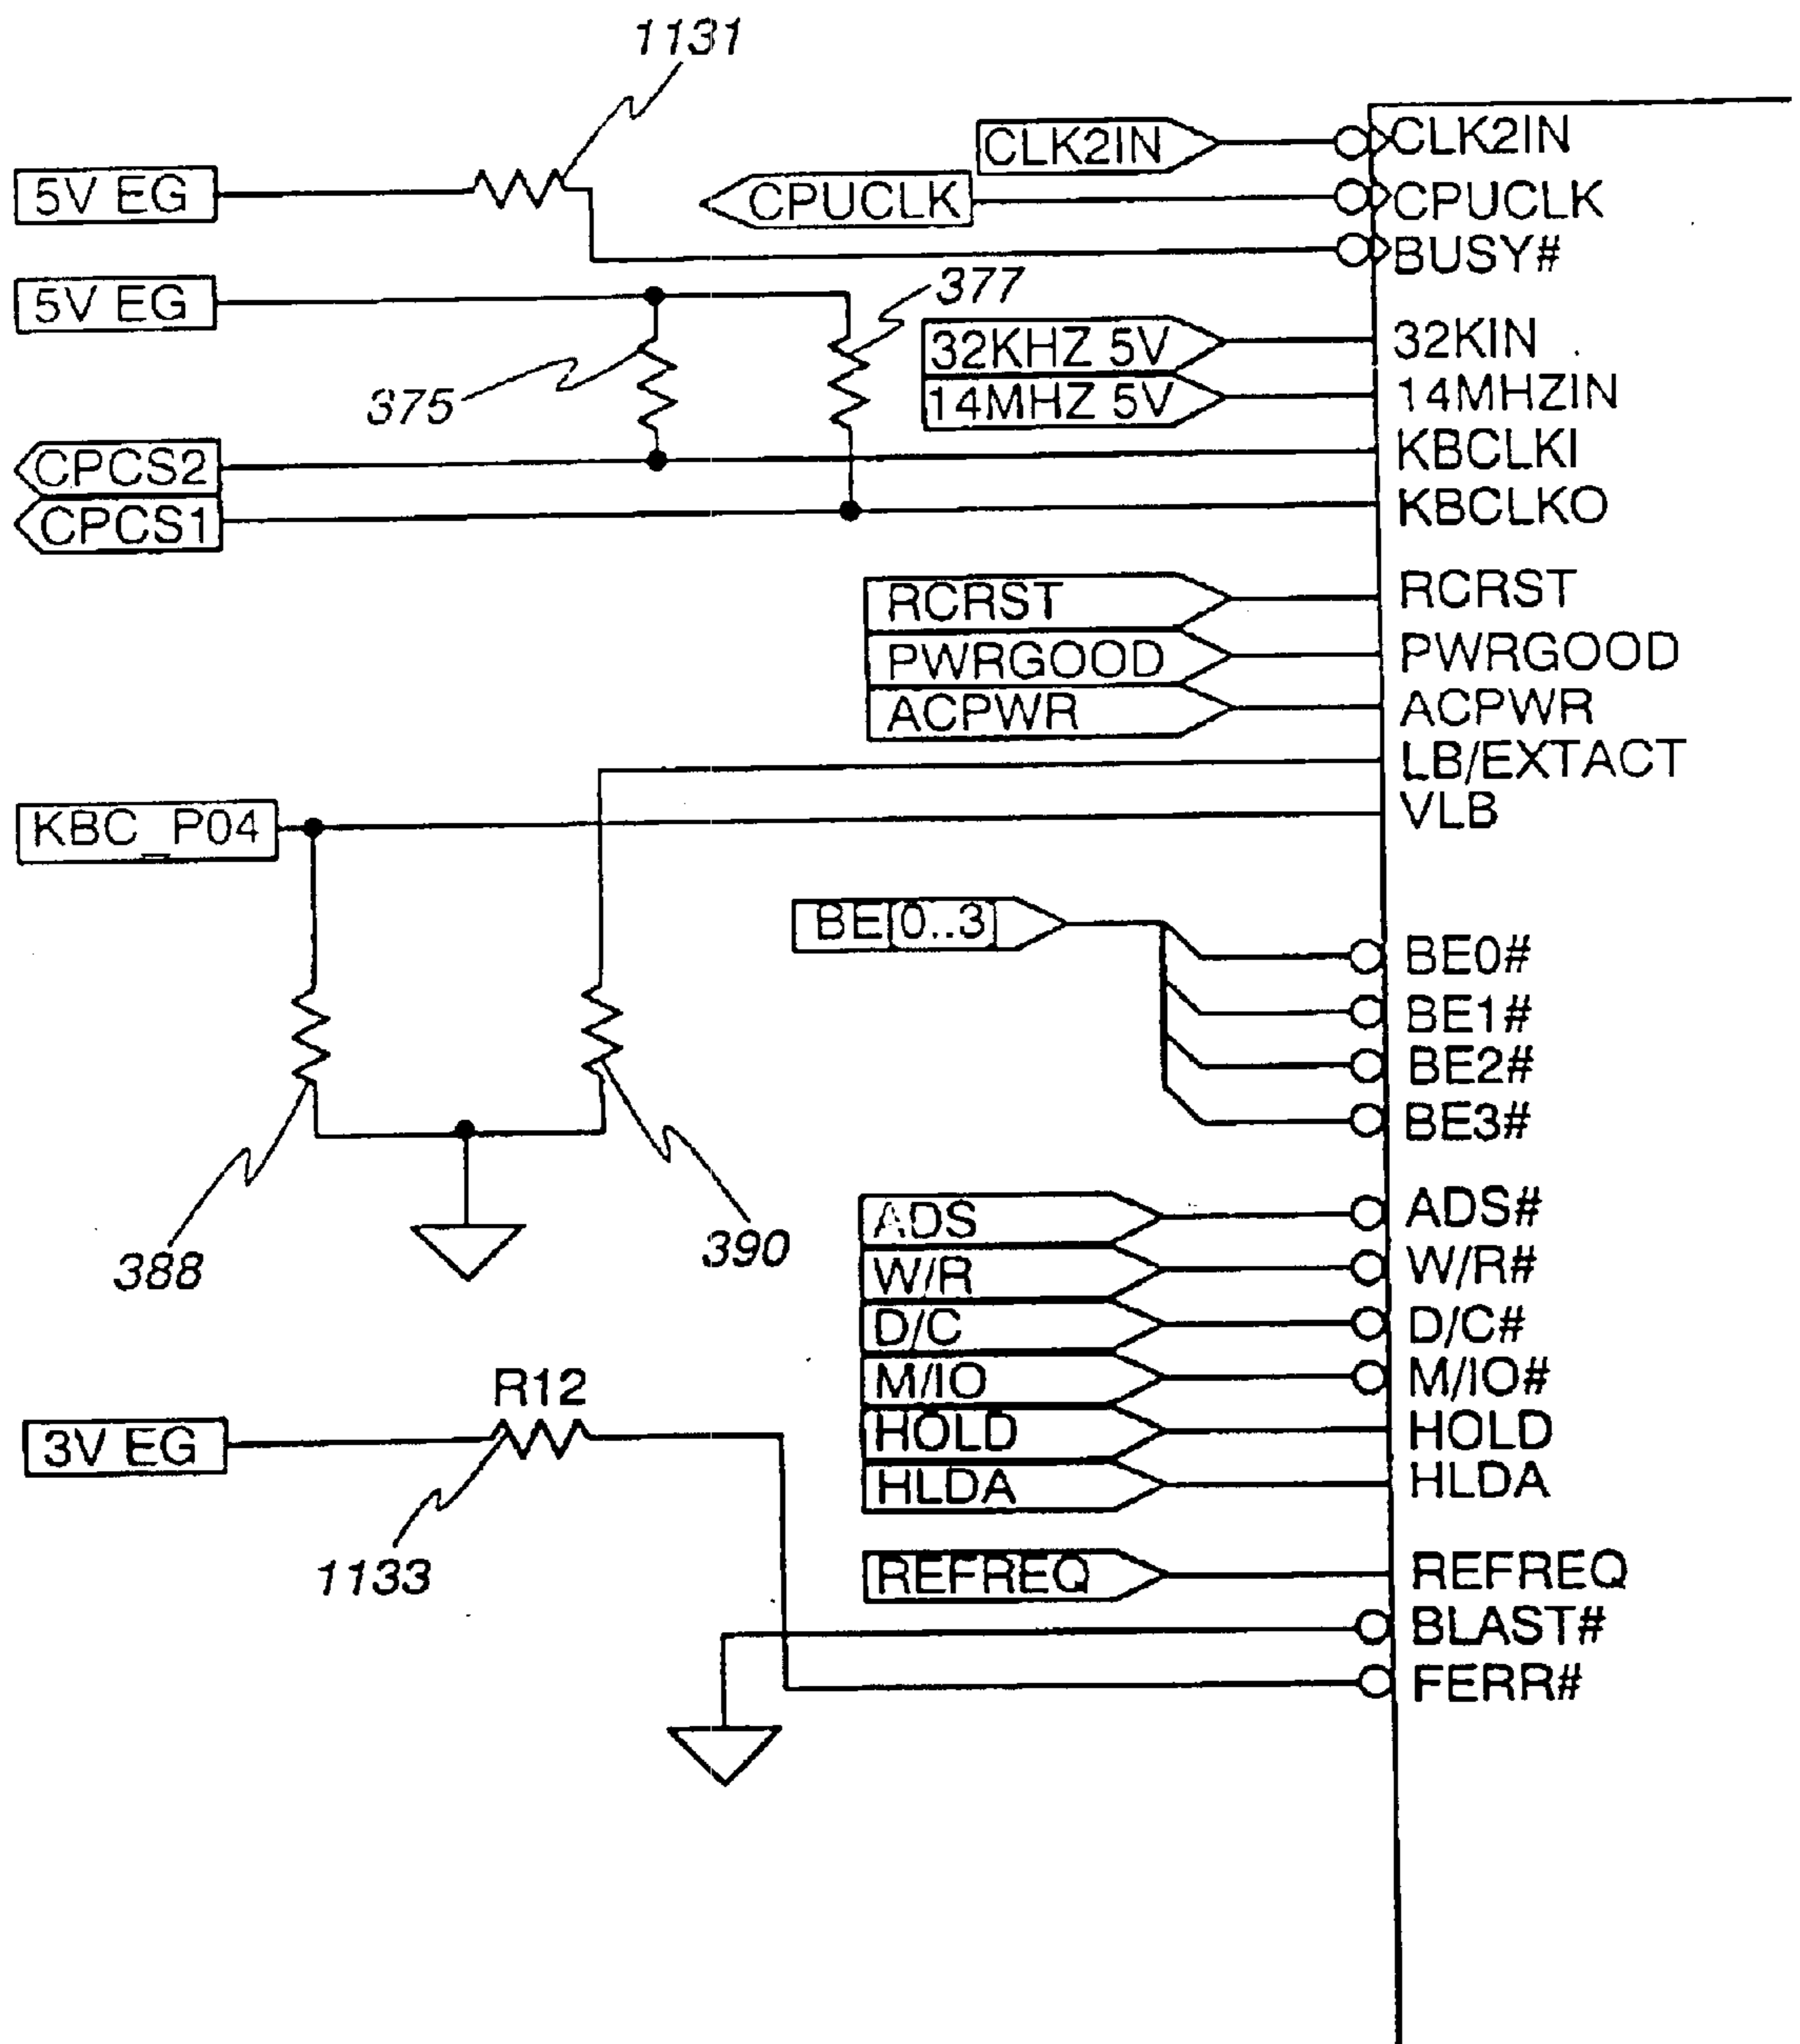 1131
CLK2IN CLK2IN
5V EG CPUCLK CPUCLK
BUSY#
5V EG 377
32KHZ 5V 32KIN
375 14MHZ 5V 14MHZIN
CPCS2 KBCLKI
CPCS1 KBCLKO
RCRST RCRST
PWRGOOD PWRGOOD
ACPWR ACPWR
LB/EXTACT
KBC_P04 VLB
BE[0..3]
BE0#
BE1#
BE2#
BE3#
388 390 ADS ADS#
W/R W/R#
D/C D/C#
R12 M/IO M/IO#
3V EG HOLD HOLD
HLDA HLDA
1133 REFREQ REFREQ
BLAST#
FERR#